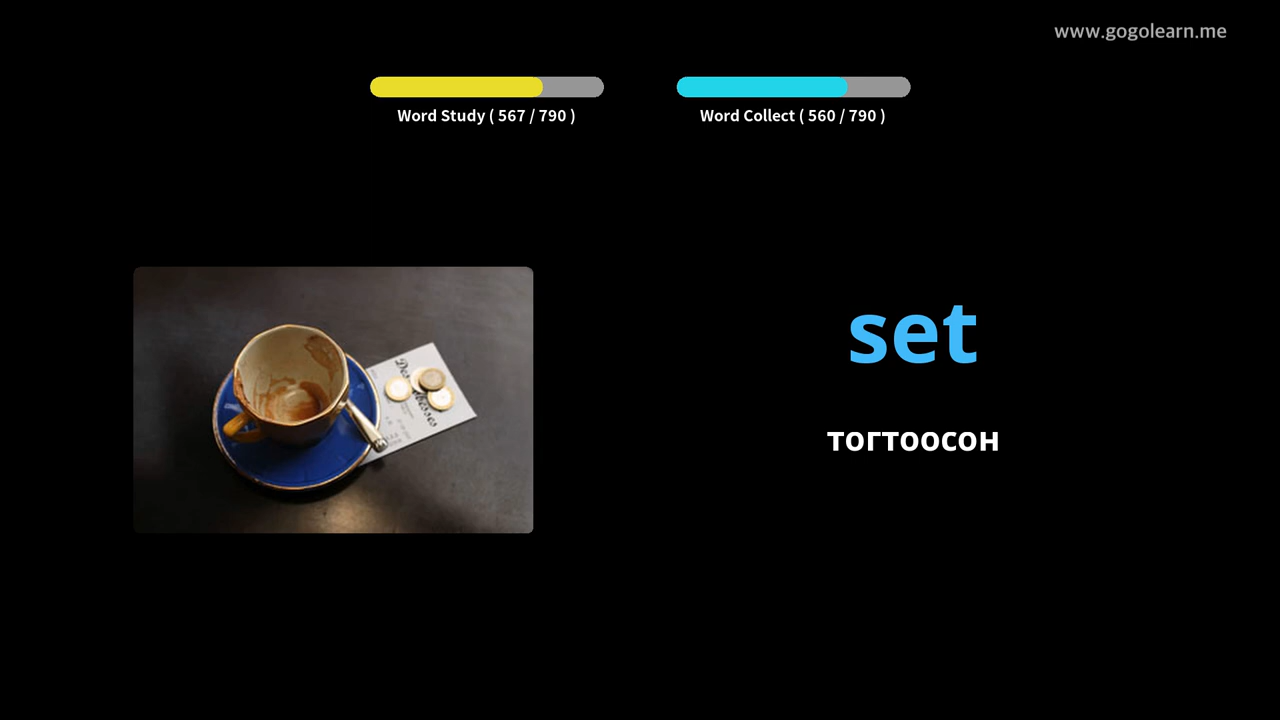 www.gogolearn.me
Word Study ( 567 / 790 )
Word Collect ( 560 / 790 )
set
тогтоосон